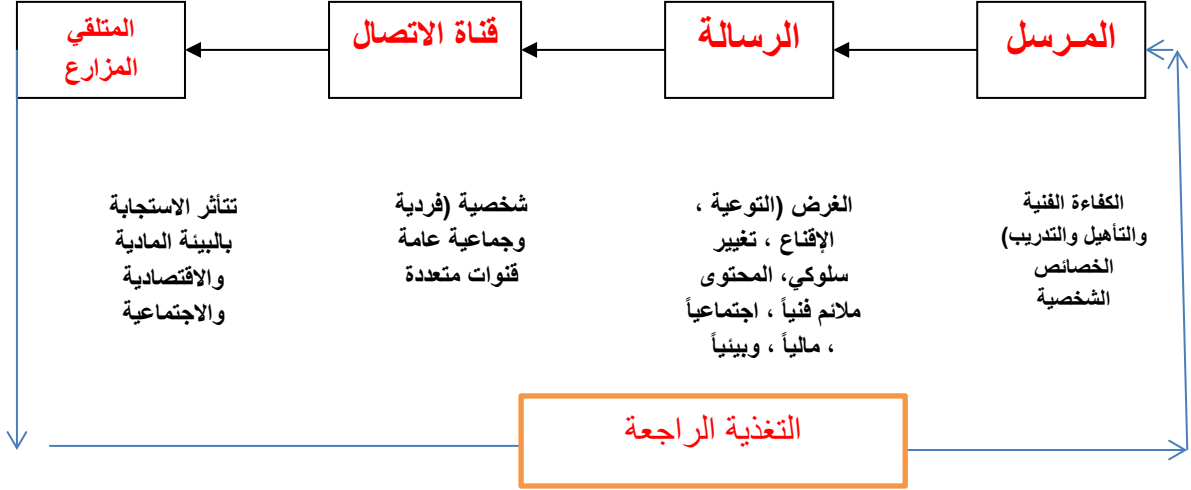 المـرسل
الرسالة
قناة الاتصال
المتلقي
المزارع
الكفاءة الفنية
والتأهيل والتدريب)
الخصائص
الشخصية
الغرض (التوعية ،
الإقناع ، تغيير
سلوكي، المحتوى
ملائم فنياً ، اجتماعياً
، مالياً ، وبيئياً
شخصية (فردية
وجماعية عامة
قنوات متعددة
تتأثر الاستجابة
بالبيئة المادية
والاقتصادية
والاجتماعية
التغذية الراجعة